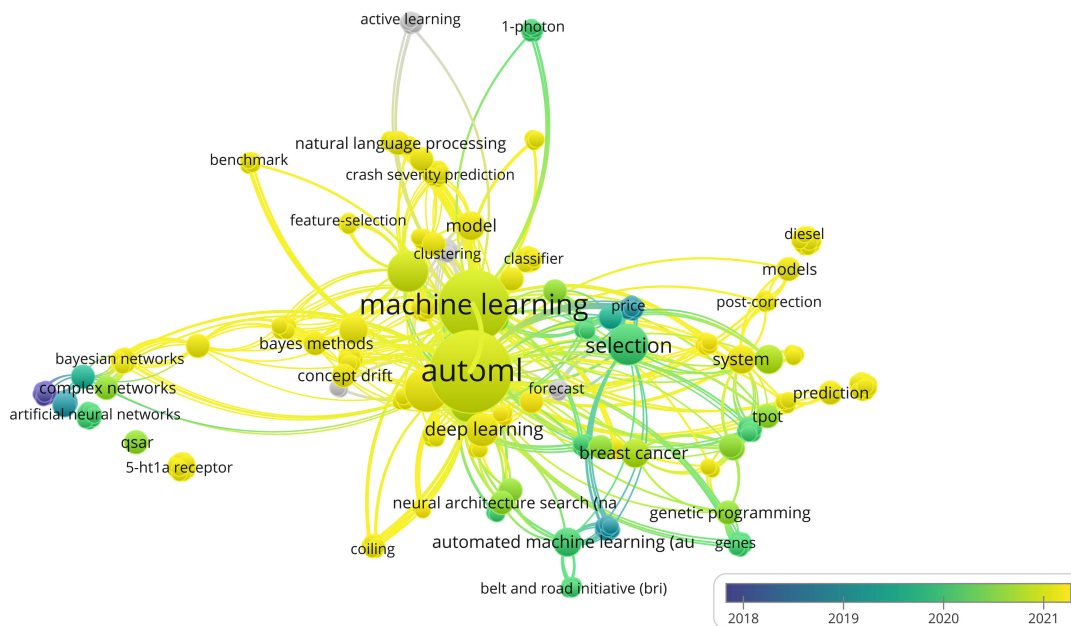 active learning
1-photon
natural language processing
benchmark
crash severity prediction
feature-selection
model
diesel
clustering
classifier
models
machine learning
price
post-correction
bayes methods
selection
bayesian networks
system
automl
concept drift
complex networks
forecast
prediction
artificial neural networks
tpot
deep learning
qsar
breast cancer
5-ht1a receptor
neural architecture search (na
genetic programming
automated machine learning (au
genes
coiling
belt and road initiative (bri)
2018 2019 2020 2021